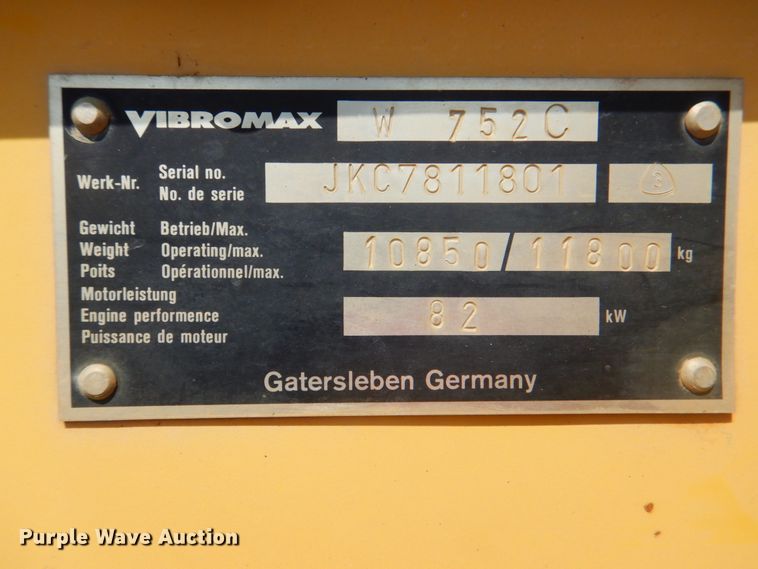 VIBROMAX W 752C
Werk-Nr. Serial no. No. de serie JKC7811801 3
Gewicht Betrieb/Max.
Weight Operating/max. 10850/11800 kg
Poits Opérationnel/max.
Motorleistung
Engine performence 82 kW
Puissance de moteur
Gatersleben Germany
Purple Wave Auction